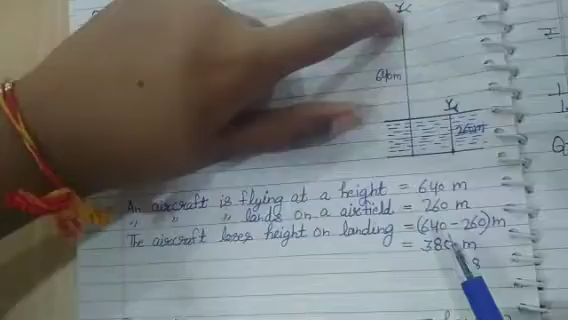 640m
260m
An aircraft is flying at a height = 640 m
" " " lands on a airfield = 260 m
The aircraft loses height on landing = (640-260)m
= 380 m
8